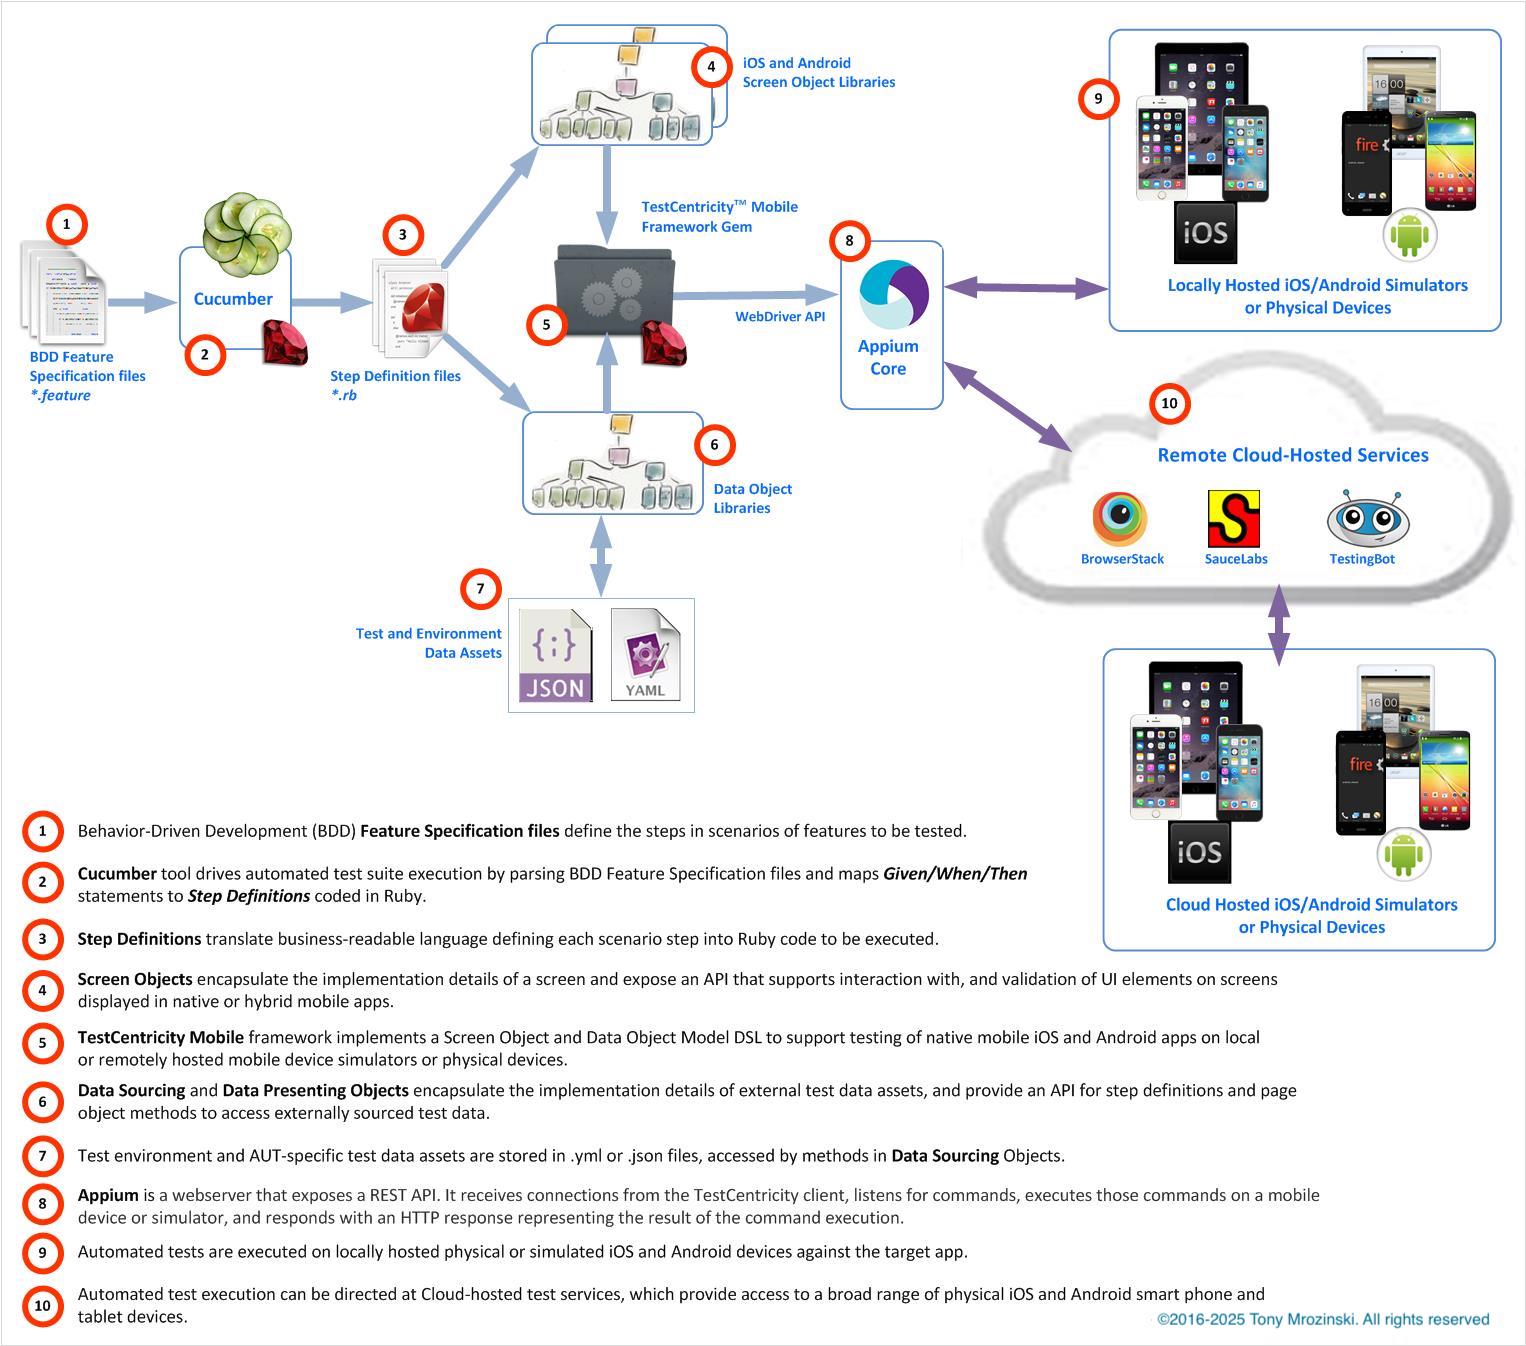 4
iOS and Android
Screen Object Libraries
9
iOS
fire
16 00
Locally Hosted iOS/Android Simulators
or Physical Devices
1
BDD Feature
Specification files
*.feature
Cucumber
2
3
Step Definition files
*.rb
TestCentricity™ Mobile
Framework Gem
5
WebDriver API
8
Appium
Core
6
Data Object
Libraries
7
Test and Environment
Data Assets
{;}
JSON
YAML
10
Remote Cloud-Hosted Services
BrowserStack
SauceLabs
TestingBot
16 00
fire
iOS
Cloud Hosted iOS/Android Simulators
or Physical Devices
1 Behavior-Driven Development (BDD) Feature Specification files define the steps in scenarios of features to be tested.
2 Cucumber tool drives automated test suite execution by parsing BDD Feature Specification files and maps Given/When/Then
statements to Step Definitions coded in Ruby.
3 Step Definitions translate business-readable language defining each scenario step into Ruby code to be executed.
4 Screen Objects encapsulate the implementation details of a screen and expose an API that supports interaction with, and validation of UI elements on screens
displayed in native or hybrid mobile apps.
5 TestCentricity Mobile framework implements a Screen Object and Data Object Model DSL to support testing of native mobile iOS and Android apps on local
or remotely hosted mobile device simulators or physical devices.
6 Data Sourcing and Data Presenting Objects encapsulate the implementation details of external test data assets, and provide an API for step definitions and page
object methods to access externally sourced test data.
7 Test environment and AUT-specific test data assets are stored in .yml or .json files, accessed by methods in Data Sourcing Objects.
8 Appium is a webserver that exposes a REST API. It receives connections from the TestCentricity client, listens for commands, executes those commands on a mobile
device or simulator, and responds with an HTTP response representing the result of the command execution.
9 Automated tests are executed on locally hosted physical or simulated iOS and Android devices against the target app.
10 Automated test execution can be directed at Cloud-hosted test services, which provide access to a broad range of physical iOS and Android smart phone and
tablet devices.
©2016-2025 Tony Mrozinski. All rights reserved